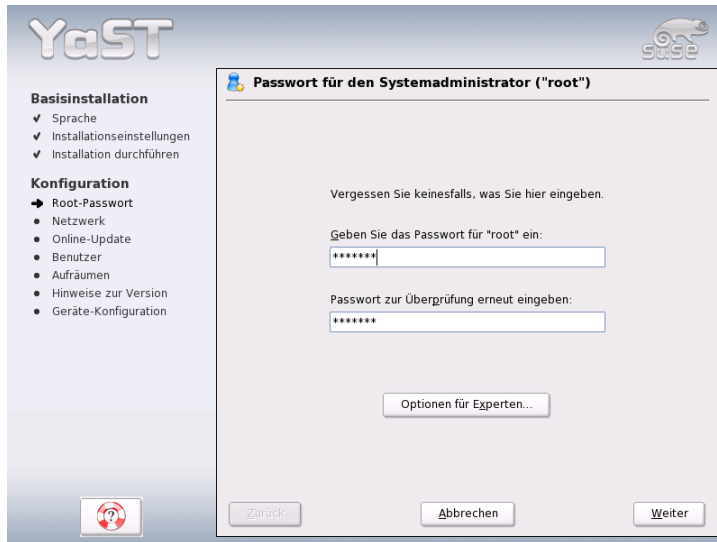 YaST
SuSE
Basisinstallation
Sprache
Installationseinstellungen
Installation durchführen
Konfiguration
Root-Passwort
Netzwerk
Online-Update
Benutzer
Aufräumen
Hinweise zur Version
Geräte-Konfiguration
Passwort für den Systemadministrator ("root")
Vergessen Sie keinesfalls, was Sie hier eingeben.
Geben Sie das Passwort für "root" ein:
*******
Passwort zur Überprüfung erneut eingeben:
*******
Optionen für Experten...
Zurück
Abbrechen
Weiter
?